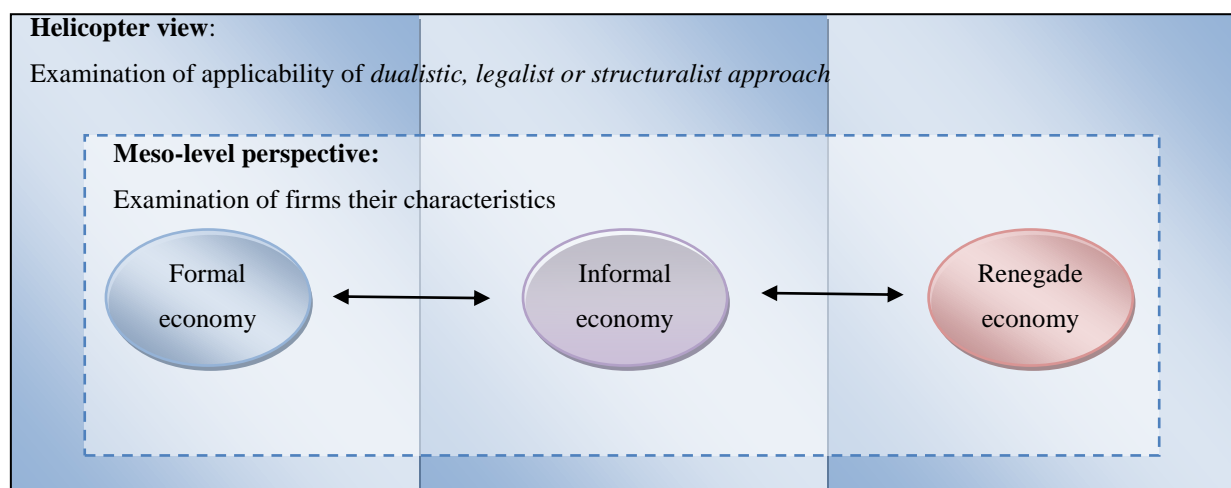 Helicopter view:
Examination of applicability of dualistic, legalist or structuralist approach
Meso-level perspective:
Examination of firms their characteristics
Formal
economy
Informal
economy
Renegade
economy